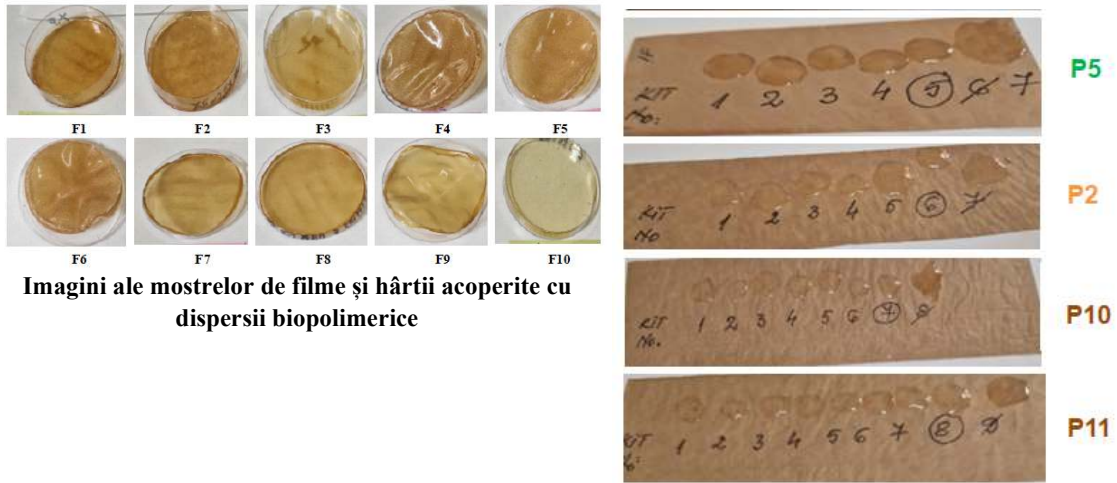 F1 F2 F3 F4 F5
F6 F7 F8 F9 F10
Imagini ale mostrelor de filme și hârtii acoperite cu
dispersii biopolimerice
KIT
No:
1 2 3 4 5 6 7
P5
KIT
No
1 2 3 4 5 6 7
P2
KIT
No.
1 2 3 4 5 6 7 8
P10
KIT
No:
1 2 3 4 5 6 7 8 9
P11